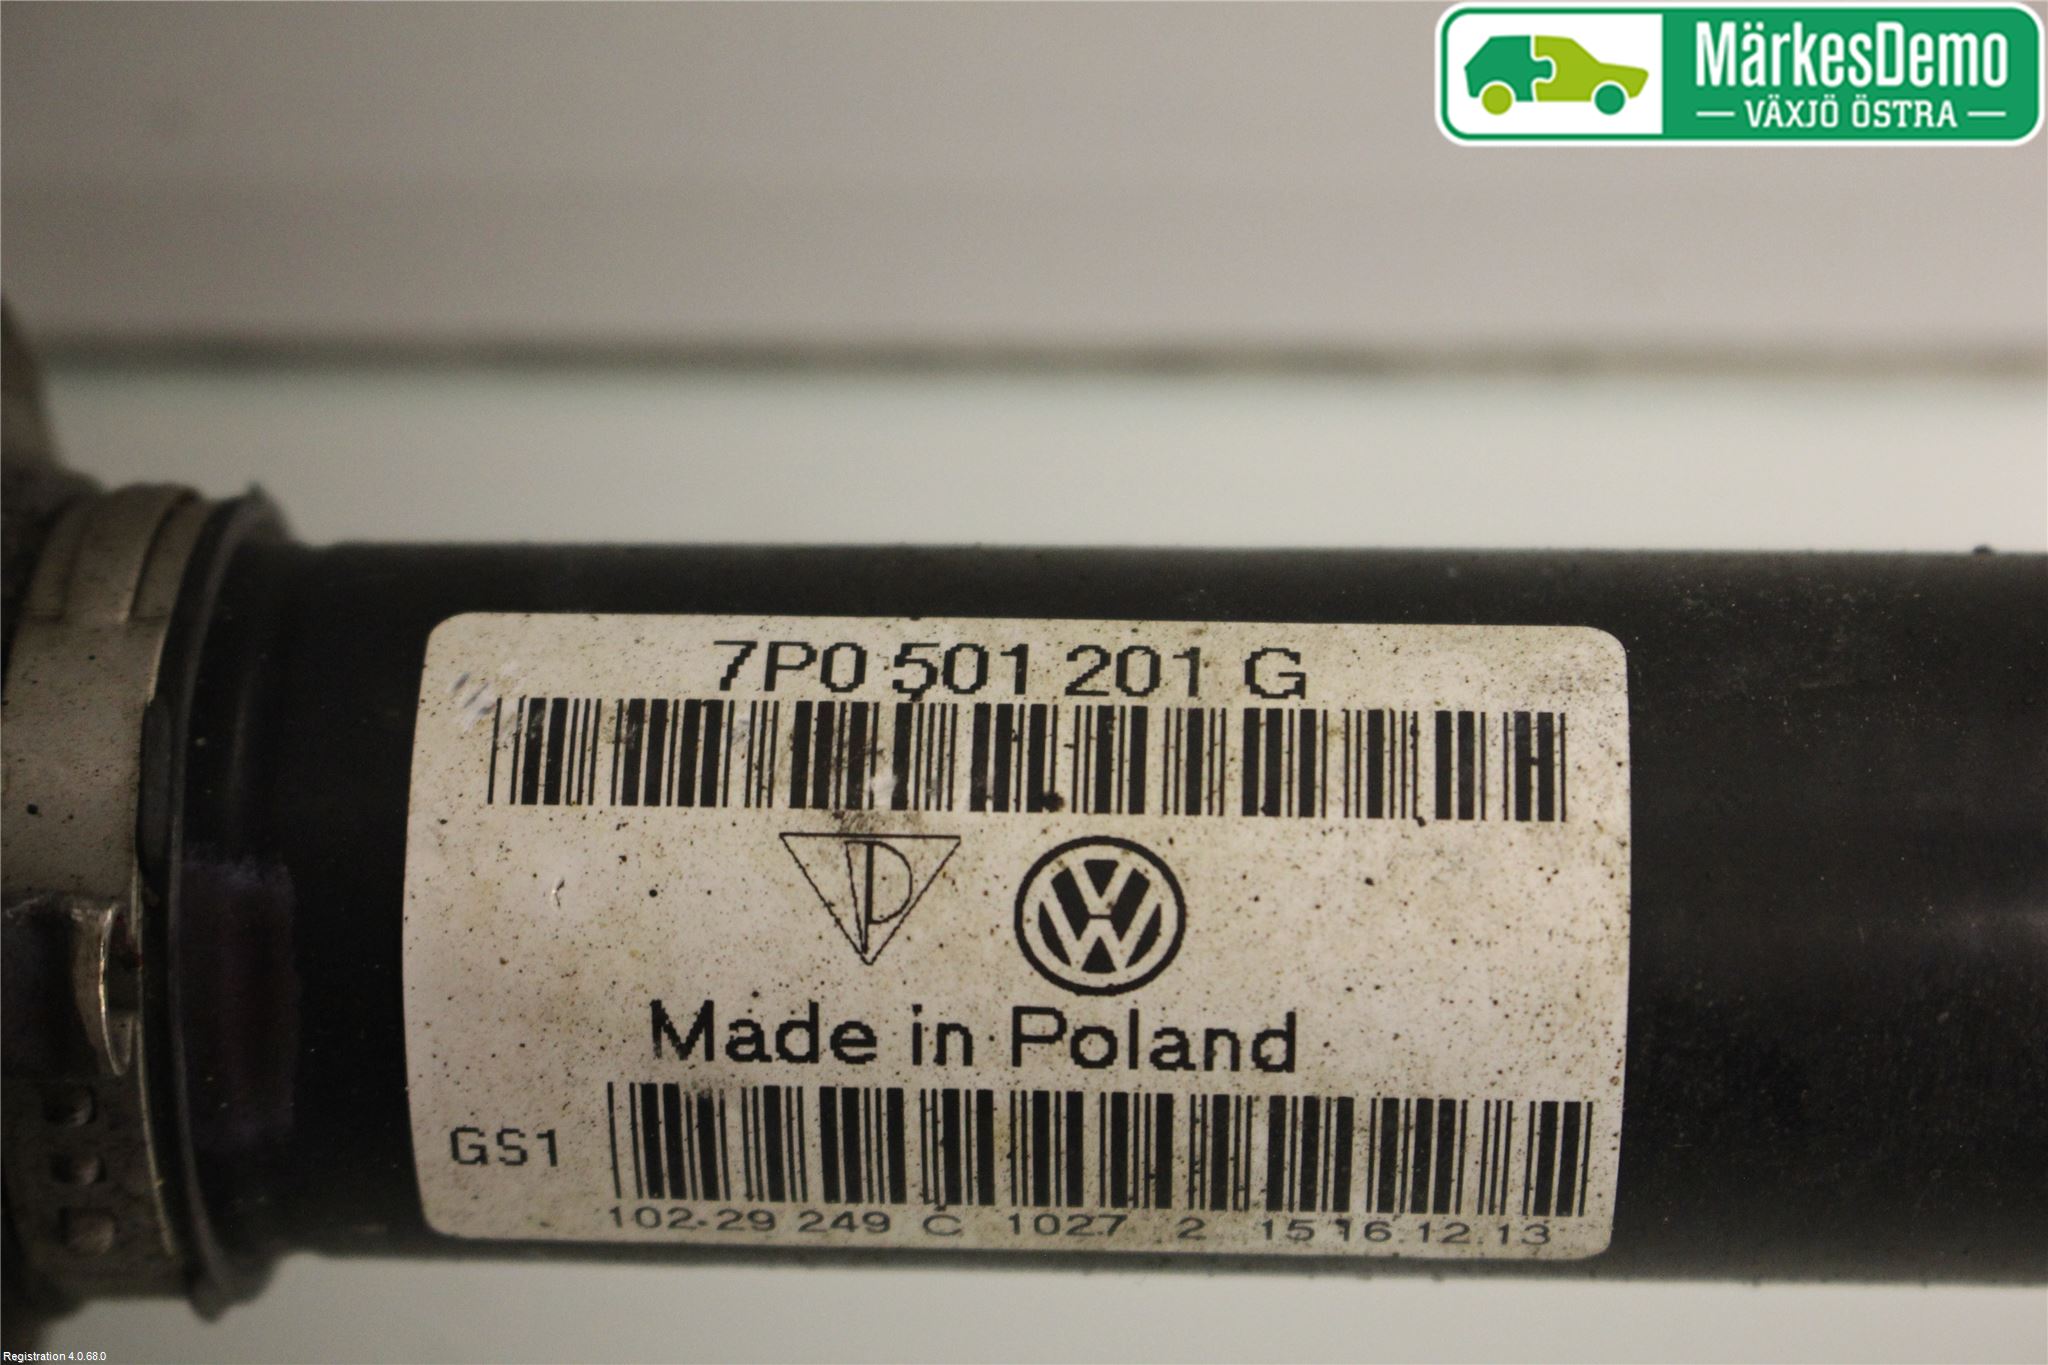 MärkesDemo
VÄXJÖ ÖSTRA
7P0 501 201 G
Made in Poland
GS1
102-29 249 C 1027 2 15 16.12.13
Registration 4.0.68.0